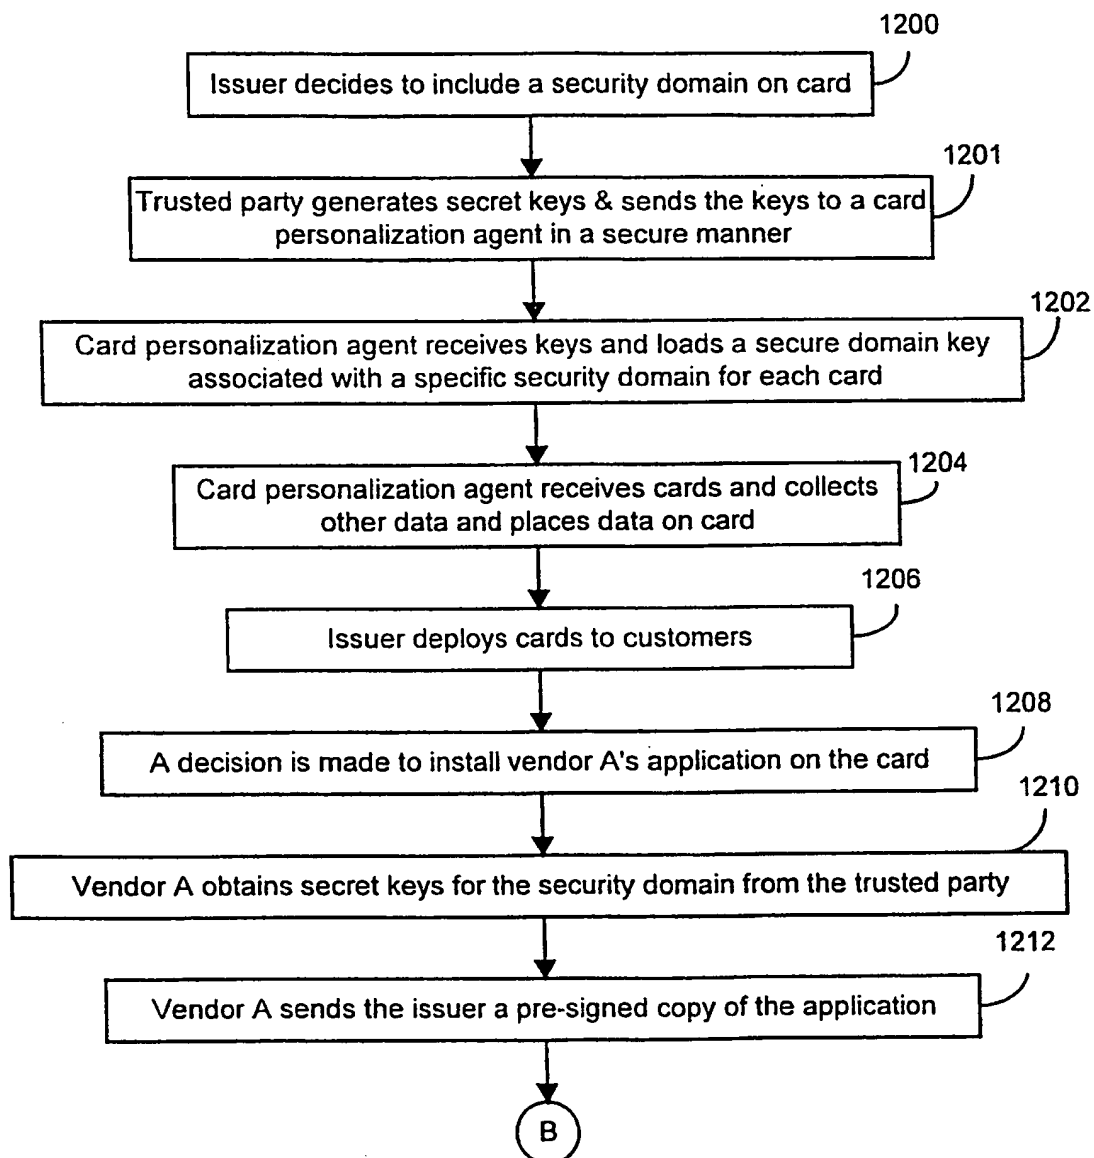 1200
Issuer decides to include a security domain on card
1201
Trusted party generates secret keys & sends the keys to a card
personalization agent in a secure manner
1202
Card personalization agent receives keys and loads a secure domain key
associated with a specific security domain for each card
1204
Card personalization agent receives cards and collects
other data and places data on card
1206
Issuer deploys cards to customers
1208
A decision is made to install vendor A's application on the card
1210
Vendor A obtains secret keys for the security domain from the trusted party
1212
Vendor A sends the issuer a pre-signed copy of the application
B